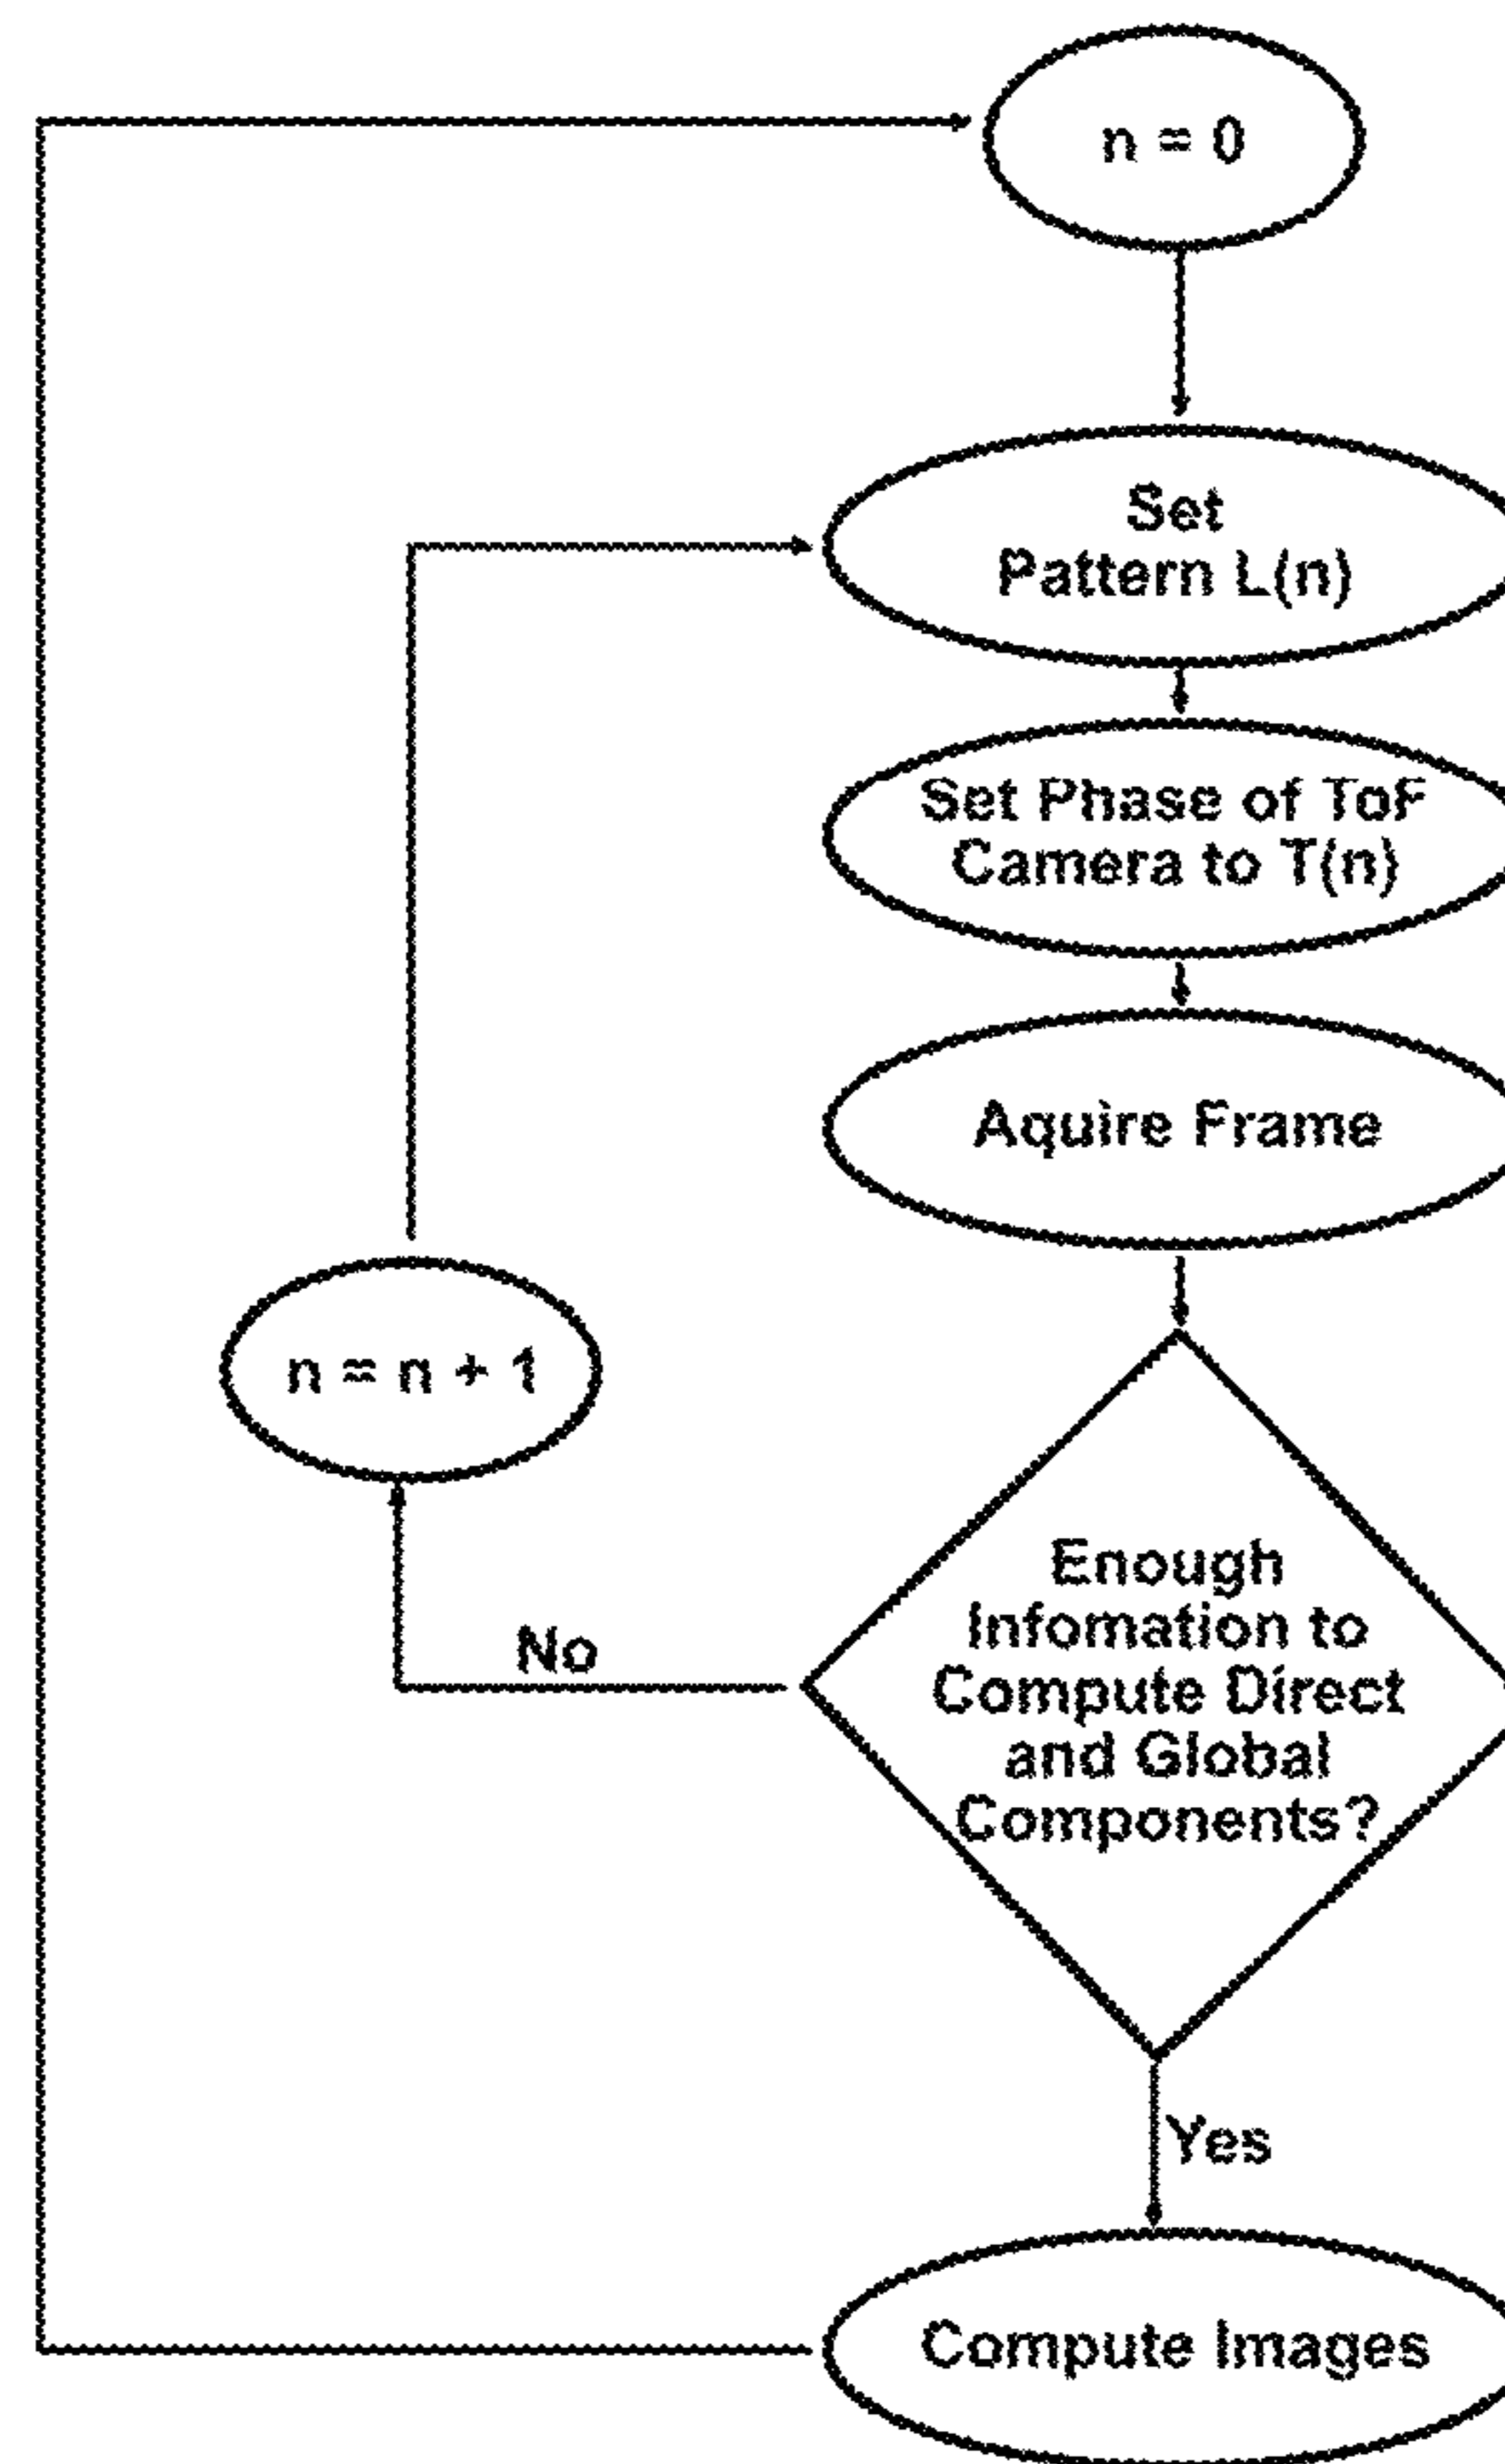 n = 0
Set
Pattern L(n)
Set Phase of ToF
Camera to T(n)
Aquire Frame
n = n + 1
Enough
Infomation to
Compute Direct
and Global
Components?
No
Yes
Compute Images